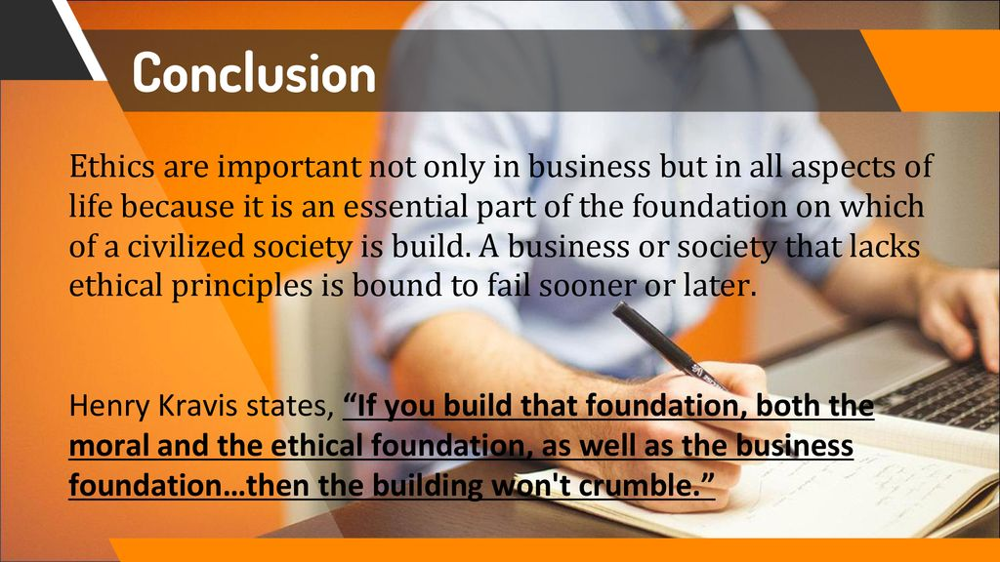 Conclusion
Ethics are important not only in business but in all aspects of
life because it is an essential part of the foundation on which
of a civilized society is build. A business or society that lacks
ethical principles is bound to fail sooner or later.
Henry Kravis states, “If you build that foundation, both the
moral and the ethical foundation, as well as the business
foundation…then the building won't crumble.”